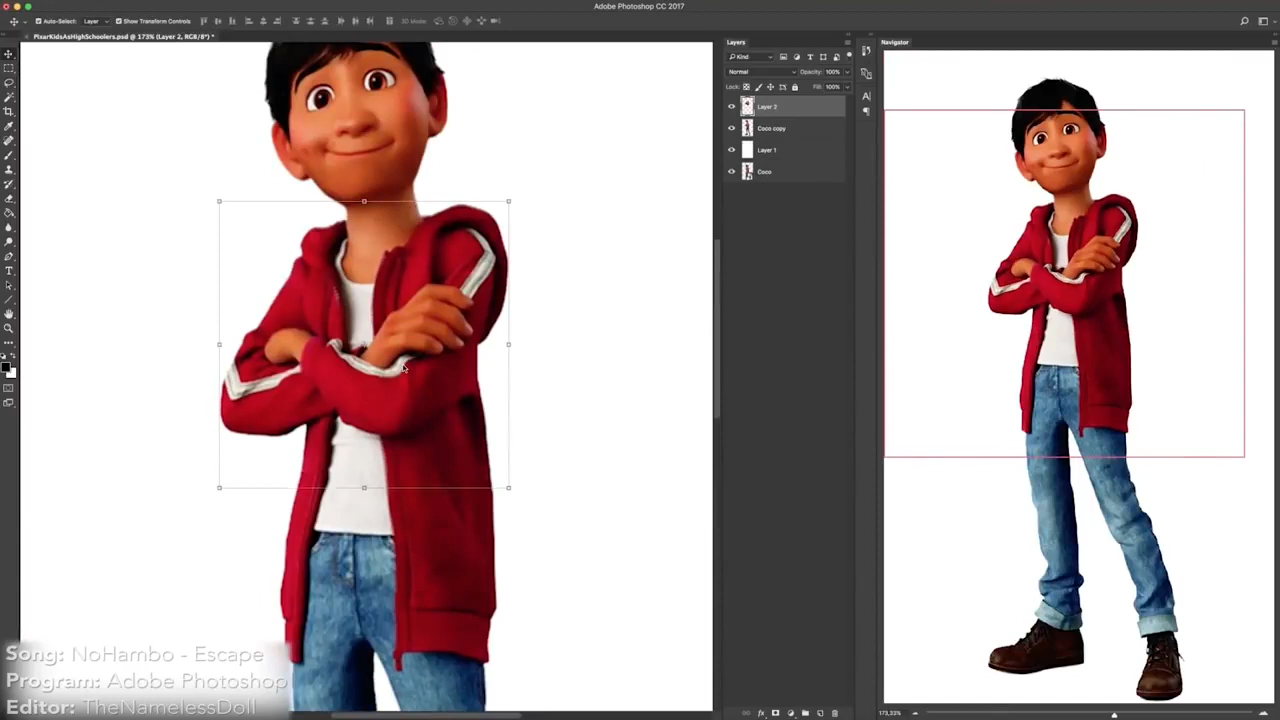 Adobe Photoshop CC 2017
Auto-Select: Layer
Show Transform Controls
3D Mode:
PixarKidsAsHighSchoolers.psd @ 173% (Layer 2, RGB/8*) *
Layers
Kind
Normal
Opacity: 100%
Lock:
Fill: 100%
Layer 2
Coco copy
Layer 1
Coco
Navigator
173,33%
Song: NoHambo - Escape
Program: Adobe Photoshop
Editor: TheNamelessDoll